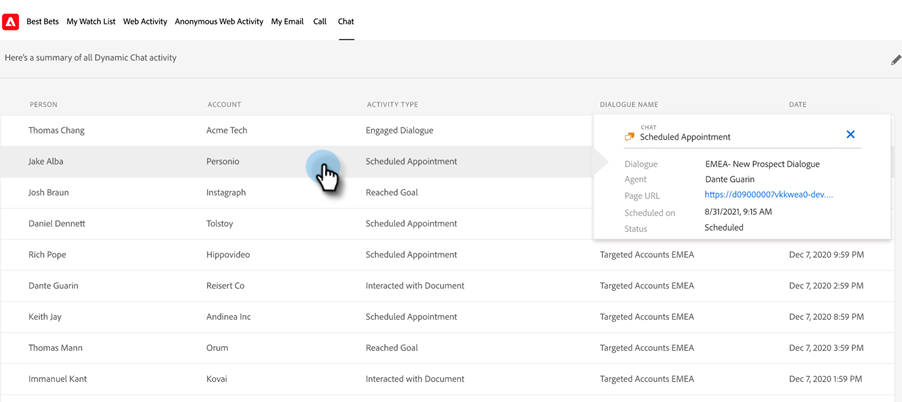 Best Bets My Watch List Web Activity Anonymous Web Activity My Email Call Chat
Here's a summary of all Dynamic Chat activity
PERSON ACCOUNT ACTIVITY TYPE DIALOGUE NAME DATE
Thomas Chang Acme Tech Engaged Dialogue
Jake Alba Personio Scheduled Appointment
Josh Braun Instagraph Reached Goal
Daniel Dennett Tolstoy Scheduled Appointment
CHAT
Scheduled Appointment
Dialogue EMEA- New Prospect Dialogue
Agent Dante Guarin
Page URL https://d09000007vkkwea0-dev....
Scheduled on 8/31/2021, 9:15 AM
Status Scheduled
Rich Pope Hippovideo Scheduled Appointment Targeted Accounts EMEA Dec 7, 2020 9:59 PM
Dante Guarin Reisert Co Interacted with Document Targeted Accounts EMEA Dec 7, 2020 2:59 PM
Keith Jay Andinea Inc Scheduled Appointment Targeted Accounts EMEA Dec 7, 2020 8:59 PM
Thomas Mann Orum Reached Goal Targeted Accounts EMEA Dec 7, 2020 3:59 PM
Immanuel Kant Kovai Interacted with Document Targeted Accounts EMEA Dec 7, 2020 1:59 PM